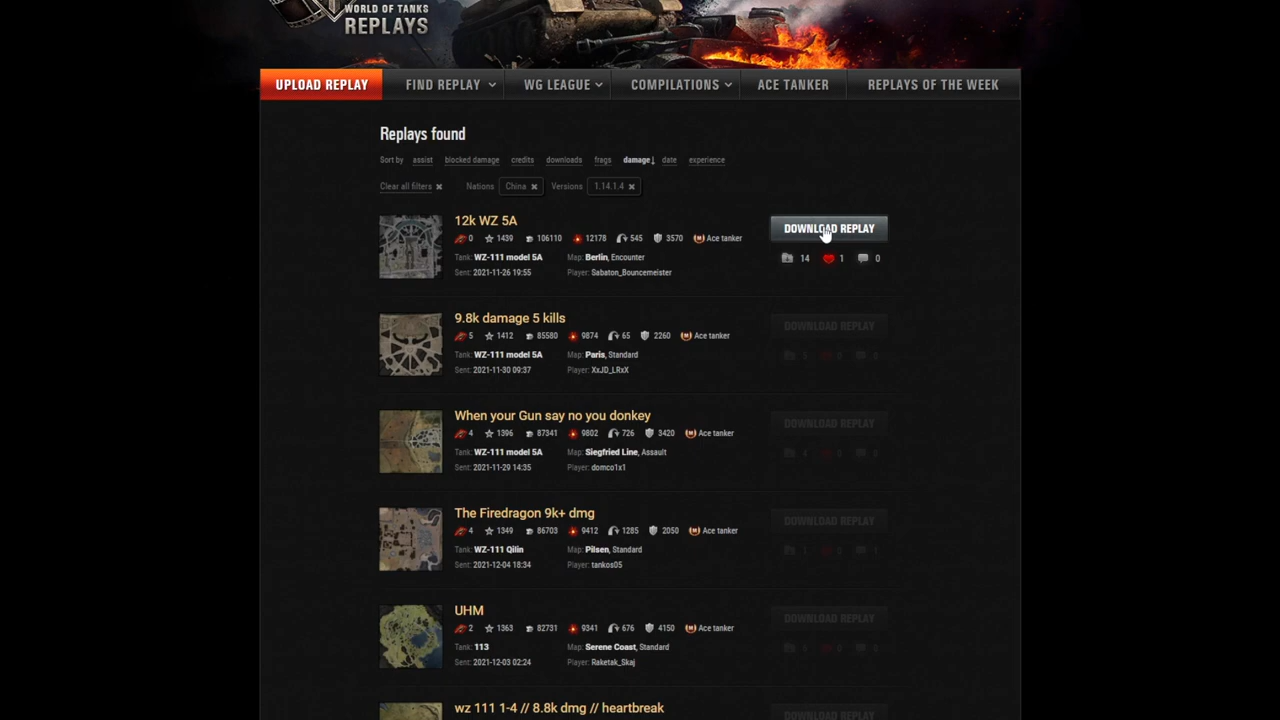 WORLD OF TANKS
REPLAYS
UPLOAD REPLAY FIND REPLAY WG LEAGUE COMPILATIONS ACE TANKER REPLAYS OF THE WEEK
Replays found
Sort by assist blocked damage credits downloads frags damage↓ date experience
Clear all filters × Nations China × Versions 1.14.1.4 ×
12k WZ 5A
0 1439 106110 12178 545 3570 Ace tanker
DOWNLOAD REPLAY
Tank: WZ-111 model 5A Map: Berlin, Encounter
14 1 0
Sent: 2021-11-26 19:55 Player: Sabaton_Bouncemeister
9.8k damage 5 kills
5 1412 85580 9874 65 2260 Ace tanker
DOWNLOAD REPLAY
Tank: WZ-111 model 5A Map: Paris, Standard
Sent: 2021-11-30 09:37 Player: XxJD_LRxX
When your Gun say no you donkey
4 1396 87341 9802 726 3420 Ace tanker
DOWNLOAD REPLAY
Tank: WZ-111 model 5A Map: Siegfried Line, Assault
Sent: 2021-11-29 14:35 Player: domco1x1
The Firedragon 9k+ dmg
4 1349 86703 9412 1285 2050 Ace tanker
DOWNLOAD REPLAY
Tank: WZ-111 Qilin Map: Pilsen, Standard
Sent: 2021-12-04 18:34 Player: tankos05
UHM
2 1363 82731 9341 676 4150 Ace tanker
DOWNLOAD REPLAY
Tank: 113 Map: Serene Coast, Standard
Sent: 2021-12-03 02:24 Player: Raketak_Skaj
wz 111 1-4 // 8.8k dmg // heartbreak
DOWNLOAD REPLAY